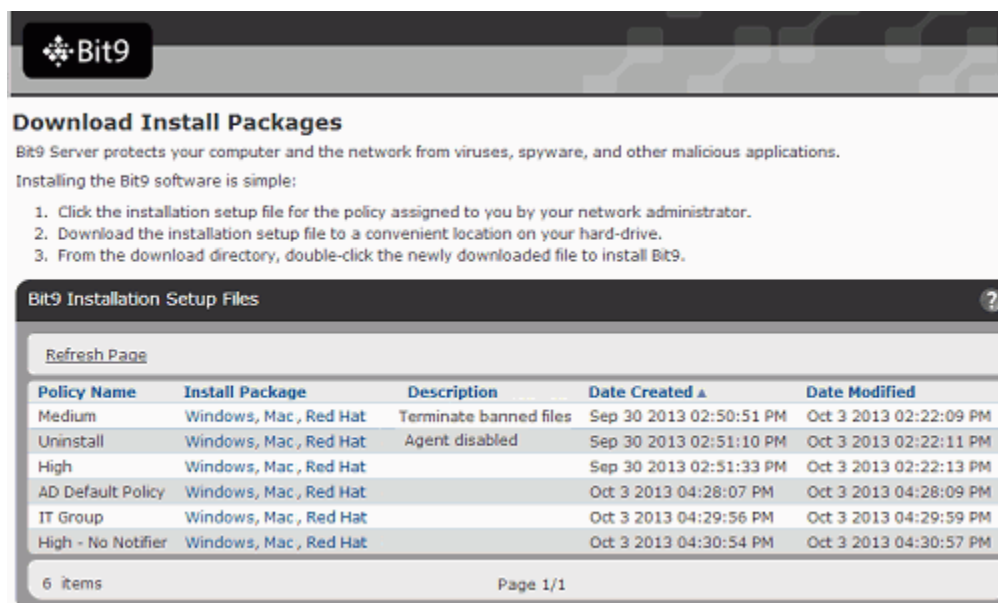 Bit9
Download Install Packages
Bit9 Server protects your computer and the network from viruses, spyware, and other malicious applications.
Installing the Bit9 software is simple:
1. Click the installation setup file for the policy assigned to you by your network administrator.
2. Download the installation setup file to a convenient location on your hard-drive.
3. From the download directory, double-click the newly downloaded file to install Bit9.
Bit9 Installation Setup Files ?
Refresh Page
Policy Name Install Package Description Date Created ▲ Date Modified
Medium Windows, Mac, Red Hat Terminate banned files Sep 30 2013 02:50:51 PM Oct 3 2013 02:22:09 PM
Uninstall Windows, Mac, Red Hat Agent disabled Sep 30 2013 02:51:10 PM Oct 3 2013 02:22:11 PM
High Windows, Mac, Red Hat Sep 30 2013 02:51:33 PM Oct 3 2013 02:22:13 PM
AD Default Policy Windows, Mac, Red Hat Oct 3 2013 04:28:07 PM Oct 3 2013 04:28:09 PM
IT Group Windows, Mac, Red Hat Oct 3 2013 04:29:56 PM Oct 3 2013 04:29:59 PM
High - No Notifier Windows, Mac, Red Hat Oct 3 2013 04:30:54 PM Oct 3 2013 04:30:57 PM
6 items Page 1/1